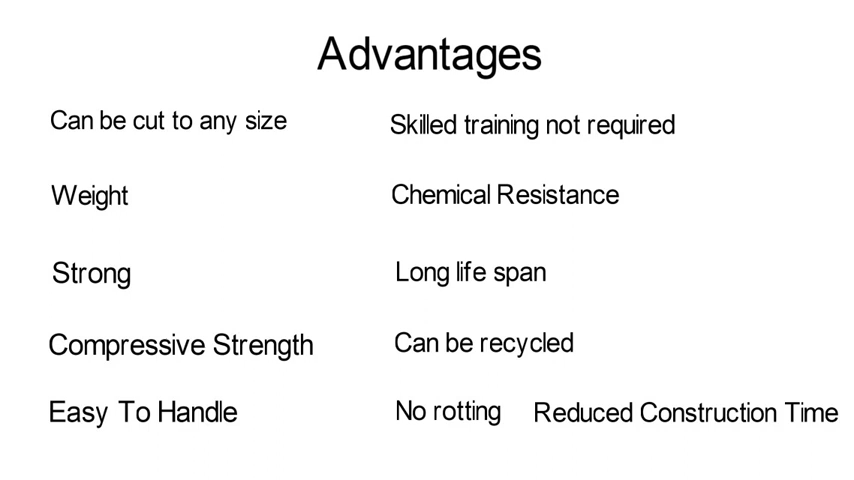 Advantages
Can be cut to any size
Skilled training not required
Weight
Chemical Resistance
Strong
Long life span
Compressive Strength
Can be recycled
Easy To Handle
No rotting
Reduced Construction Time